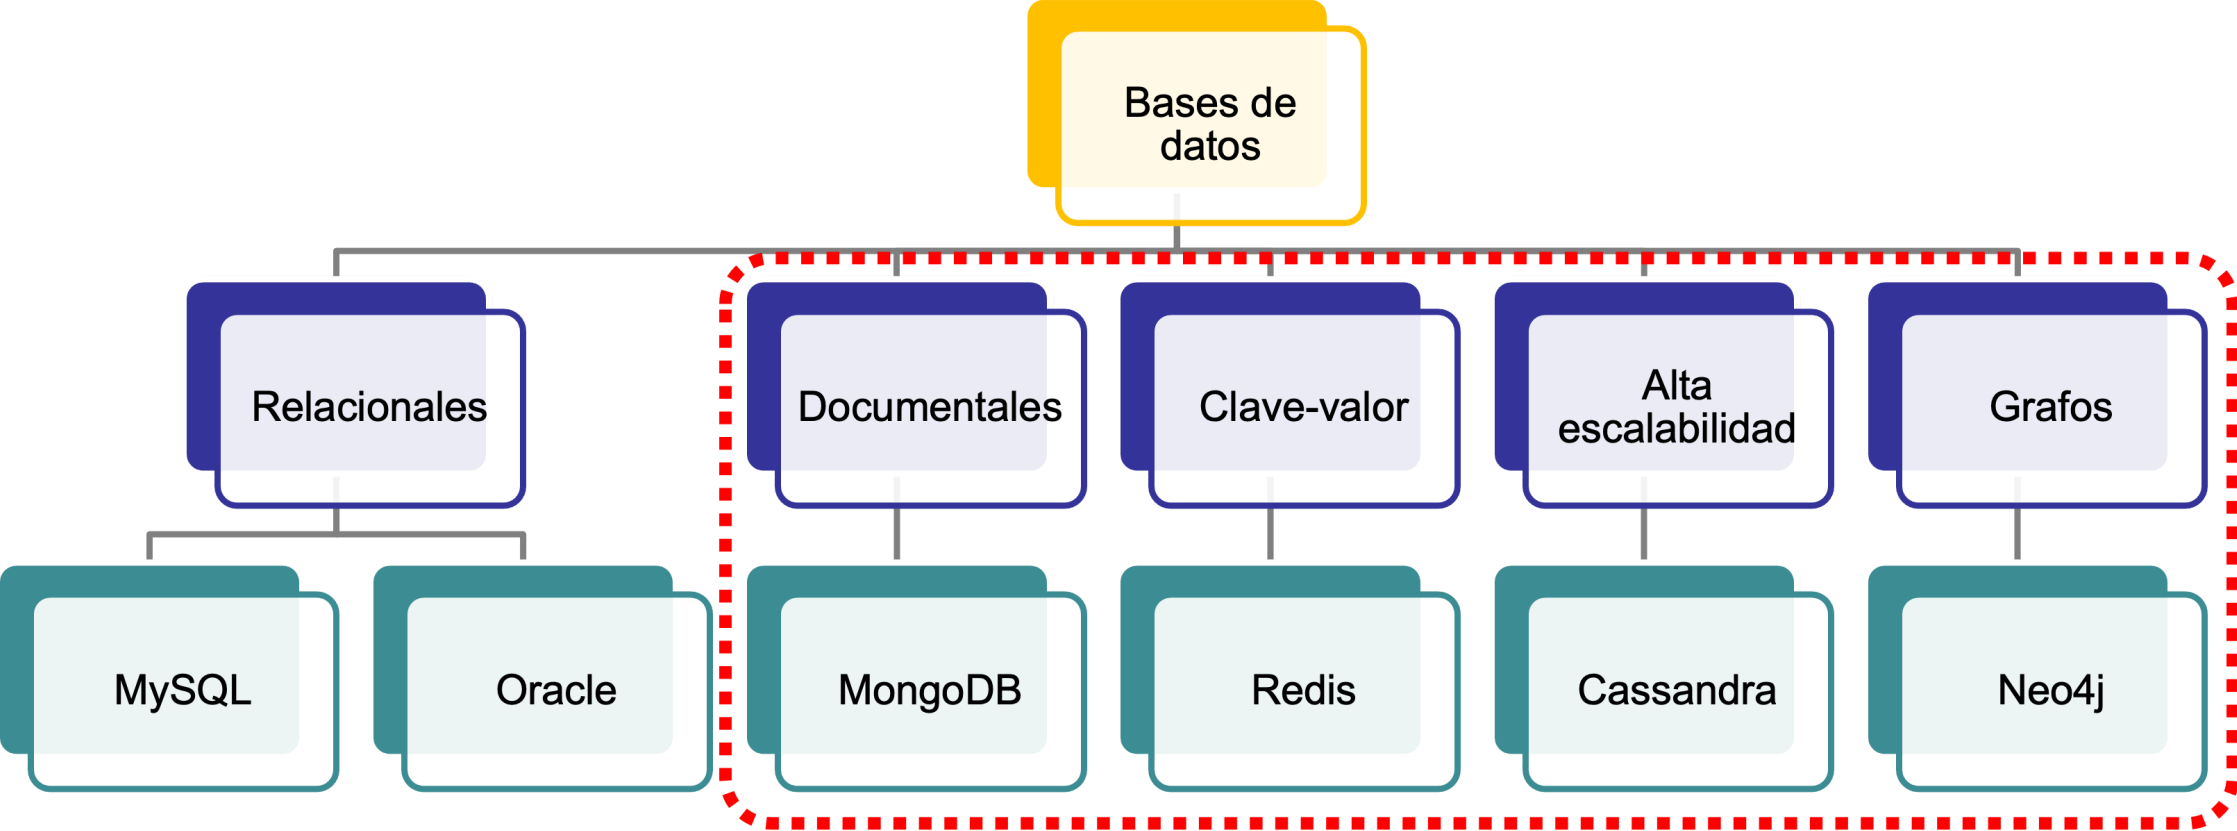 Bases de
datos
Relacionales
Documentales
Clave-valor
Alta
escalabilidad
Grafos
MySQL
Oracle
MongoDB
Redis
Cassandra
Neo4j